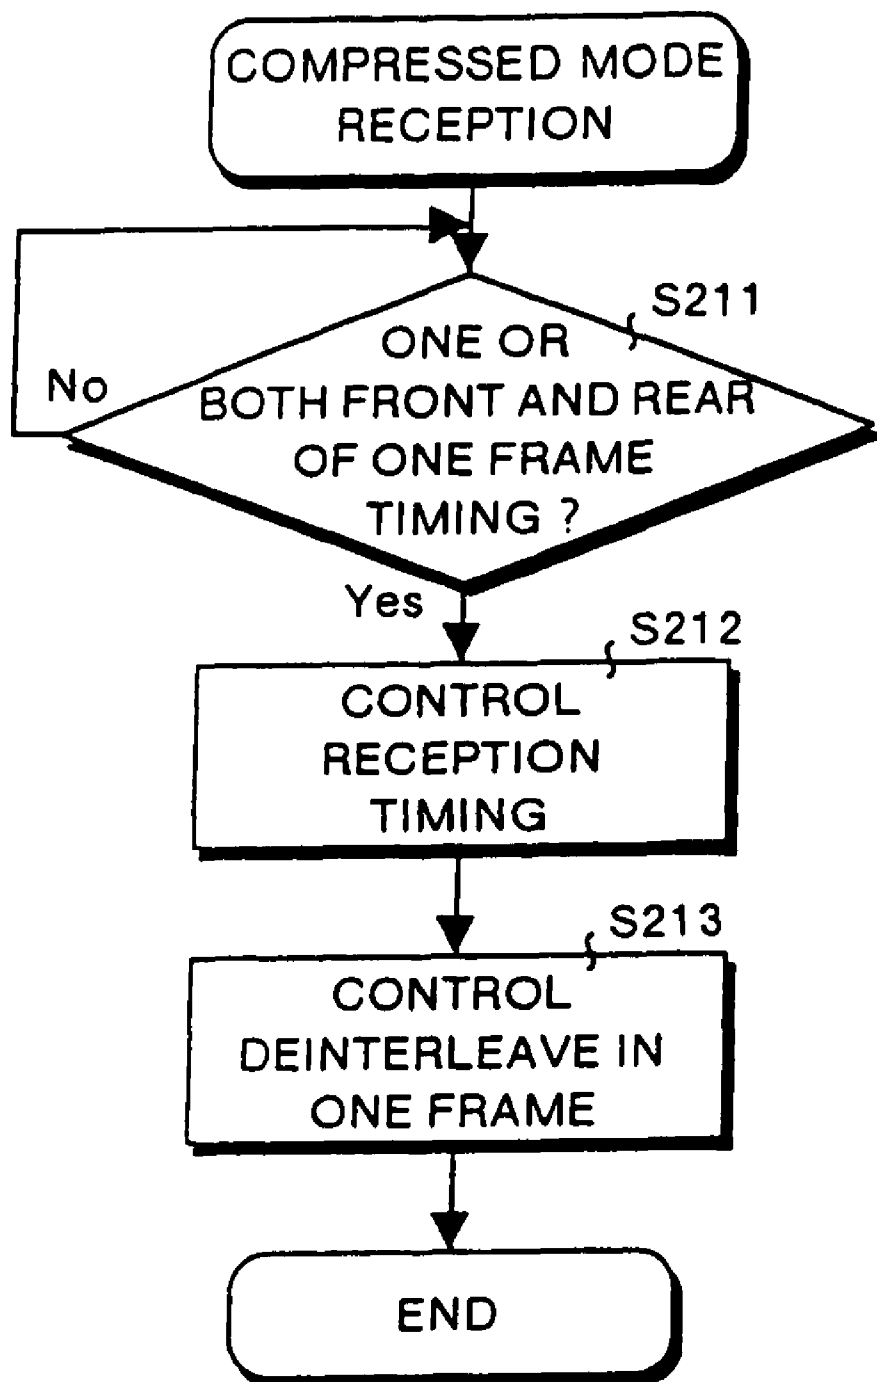 COMPRESSED MODE
RECEPTION
S211
ONE OR
BOTH FRONT AND REAR
OF ONE FRAME
TIMING ?
No
Yes
S212
CONTROL
RECEPTION
TIMING
S213
CONTROL
DEINTERLEAVE IN
ONE FRAME
END